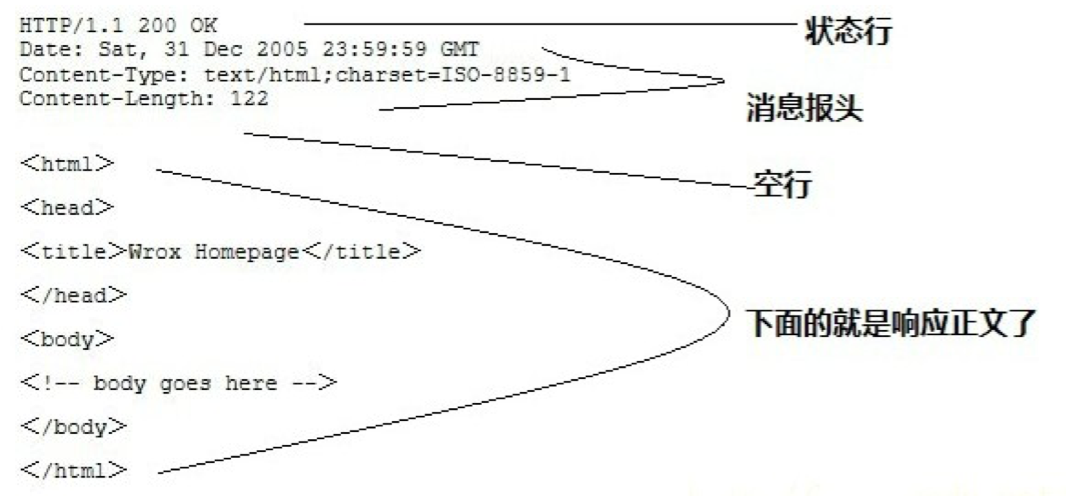 HTTP/1.1 200 OK
状态行
Date: Sat, 31 Dec 2005 23:59:59 GMT
Content-Type: text/html;charset=ISO-8859-1
Content-Length: 122
消息报头
空行
<html>
<head>
<title>Wrox Homepage</title>
</head>
<body>
下面的就是响应正文了
<!-- body goes here -->
</body>
</html>